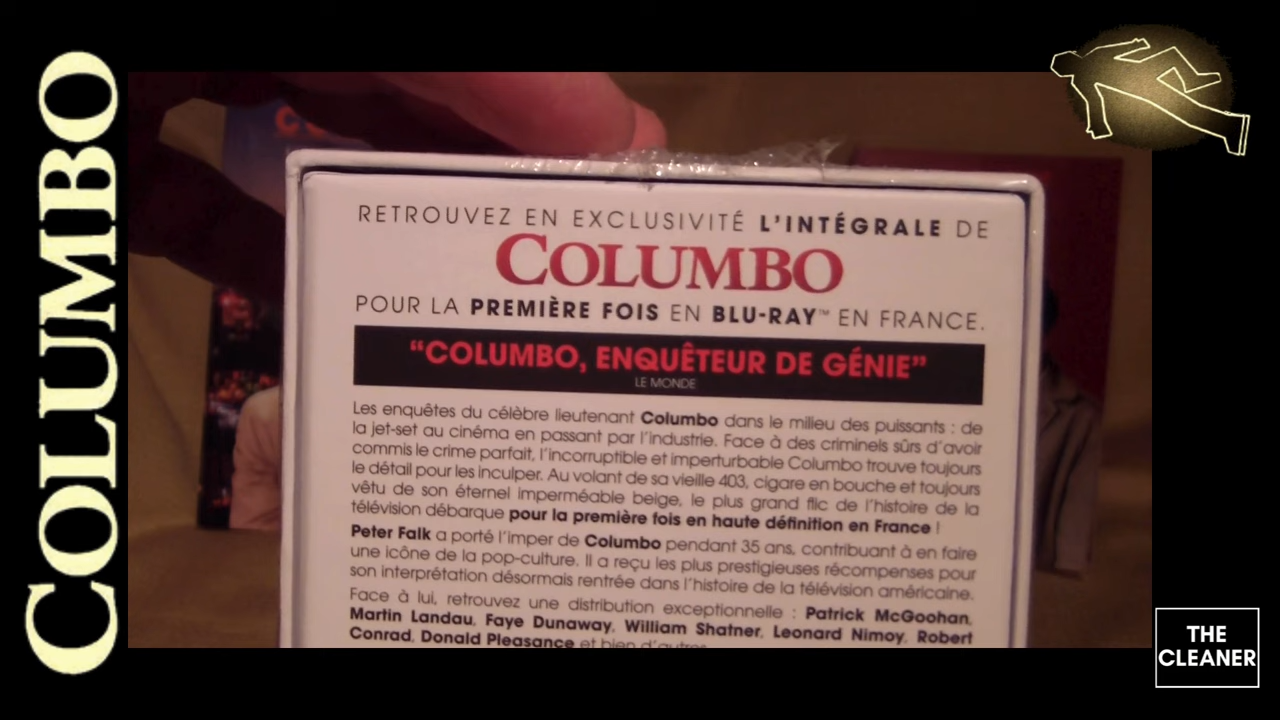 COLUMBO
RETROUVEZ EN EXCLUSIVITÉ L'INTÉGRALE DE
COLUMBO
POUR LA PREMIÈRE FOIS EN BLU-RAY™ EN FRANCE.
"COLUMBO, ENQUÊTEUR DE GÉNIE"
LE MONDE
Les enquêtes du célèbre lieutenant Columbo dans le milieu des puissants : de
la jet-set au cinéma en passant par l'industrie. Face à des criminels sûrs d'avoir
commis le crime parfait, l'incorruptible et imperturbable Columbo trouve toujours
le détail pour les inculper. Au volant de sa vieille 403, cigare en bouche et toujours
vêtu de son éternel imperméable beige, le plus grand flic de l'histoire de la
télévision débarque pour la première fois en haute définition en France !
Peter Falk a porté l'imper de Columbo pendant 35 ans, contribuant à en faire
une icône de la pop-culture. Il a reçu les plus prestigieuses récompenses pour
son interprétation désormais rentrée dans l'histoire de la télévision américaine.
Face à lui, retrouvez une distribution exceptionnelle : Patrick McGoohan,
Martin Landau, Faye Dunaway, William Shatner, Leonard Nimoy, Robert
Conrad, Donald Pleasance et bien d'autres
THE
CLEANER